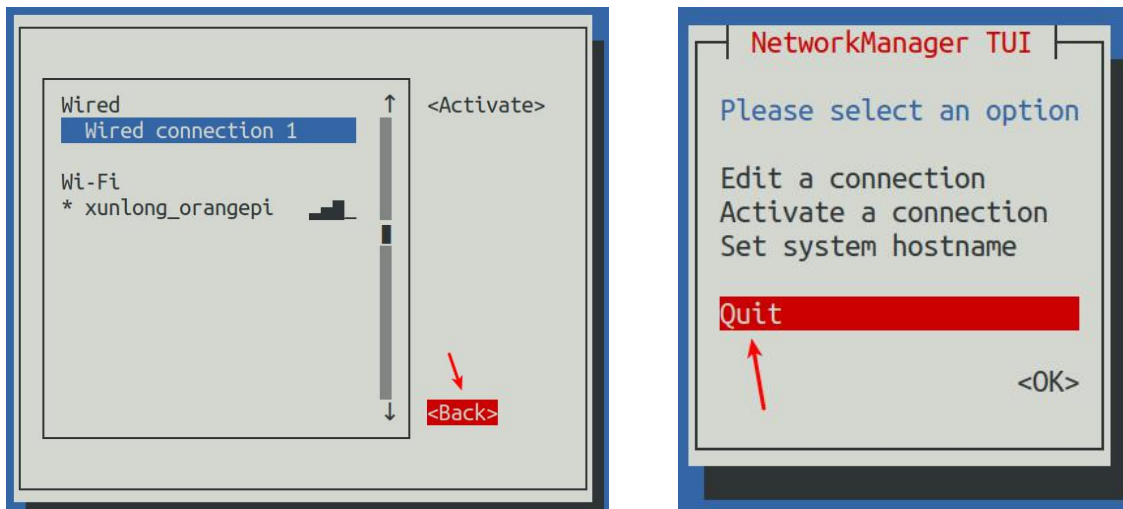 Wired
<Activate>
Wired connection 1
Wi-Fi
* xunlong_orangepi
<Back>
NetworkManager TUI
Please select an option
Edit a connection
Activate a connection
Set system hostname
Quit
<OK>